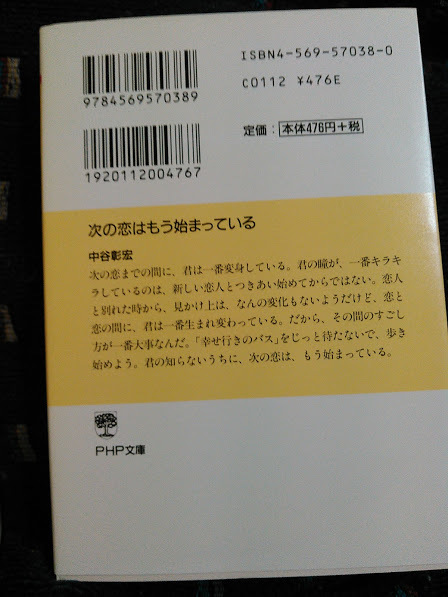 9784569570389
ISBN4-569-57038-0
C0112 ¥476E
定価：本体476円+税
1920112004767
次の恋はもう始まっている
中谷彰宏
次の恋までの間に、君は一番変身している。君の瞳が、一番キラキ
ラしているのは、新しい恋人とつきあい始めてからではない。恋人
と別れた時から、見かけ上は、なんの変化もないようだけど、恋と
恋の間に、君は一番生まれ変わっている。だから、その間のすごし
方が一番大事なんだ。「幸せ行きのバス」をじっと待たないで、歩き
始めよう。君の知らないうちに、次の恋は、もう始まっている。
PHP文庫